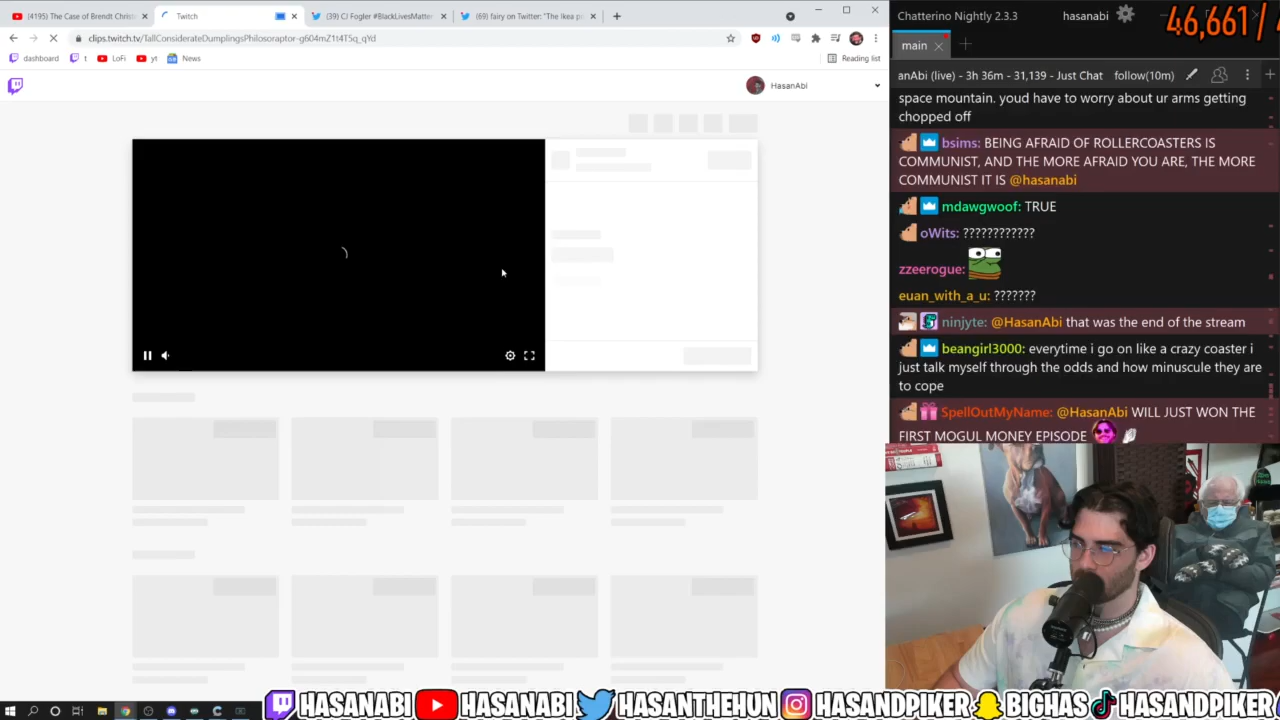 (4195) The Case of Brendt Christ
Twitch
(39) CJ Fogler #BlackLivesMatter
(69) fairy on Twitter: "The Ikea pr
clips.twitch.tv/TallConsiderateDumplingsPhilosoraptor-g604mZ1t4T5q_qYd
dashboard
t
LoFi
yt
News
Reading list
HasanAbi
Chatterino Nightly 2.3.3
hasanabi
46,661 /
main
anAbi (live) - 3h 36m - 31,139 - Just Chat
follow(10m)
space mountain. youd have to worry about ur arms getting
chopped off
bsims: BEING AFRAID OF ROLLERCOASTERS IS
COMMUNIST, AND THE MORE AFRAID YOU ARE, THE MORE
COMMUNIST IT IS @hasanabi
mdawgwoof: TRUE
oWits: ????????????
zzeerogue:
euan_with_a_u: ???????
ninjyte: @HasanAbi that was the end of the stream
beangirl3000: everytime i go on like a crazy coaster i
just talk myself through the odds and how minuscule they are
to cope
SpellOutMyName: @HasanAbi WILL JUST WON THE
FIRST MOGUL MONEY EPISODE
HASANABI
HASANABI
HASANTHEHUN
HASANDPIKER
BIGHAS
HASANDPIKER